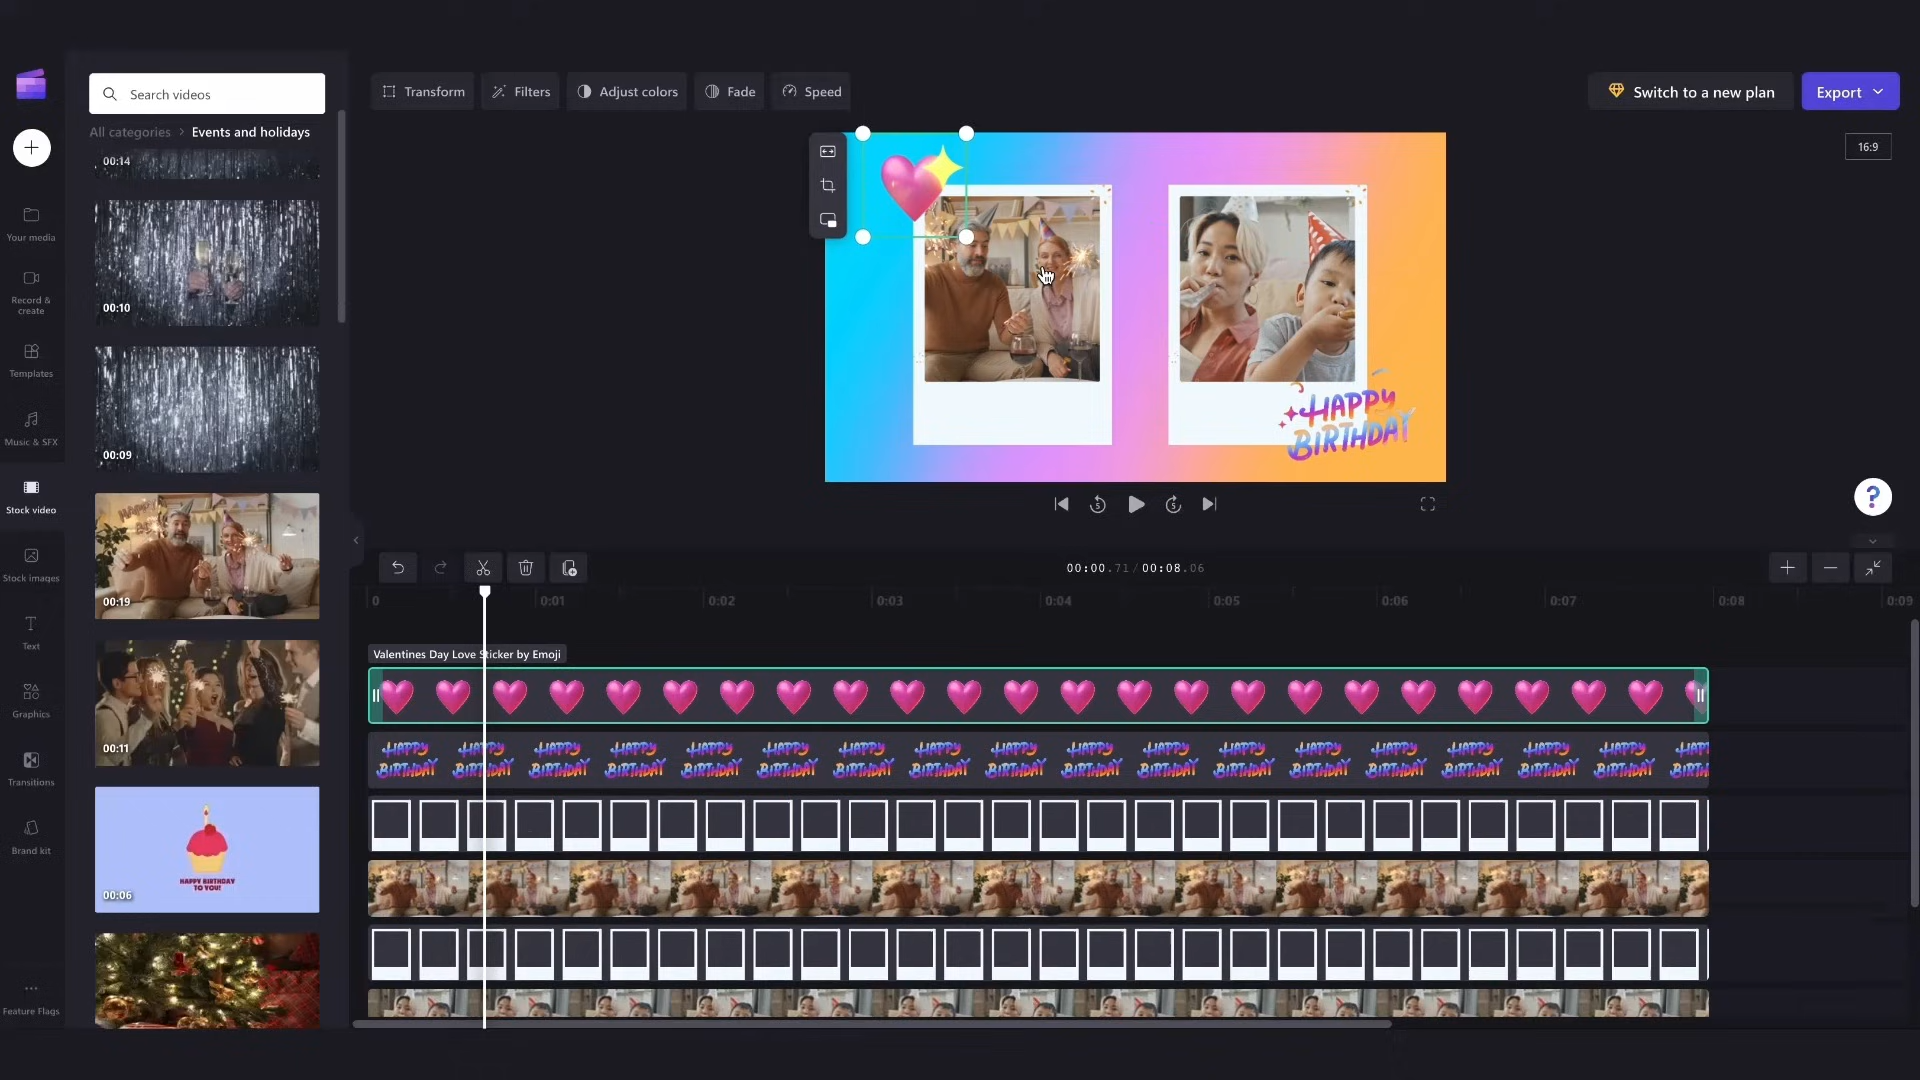 Search videos
Transform
Filters
Adjust colors
Fade
Speed
Switch to a new plan
Export
All categories > Events and holidays
16:9
00:14
00:10
00:09
00:19
00:11
HAPPY BIRTHDAY
TO YOU!
00:06
Your media
Record &
create
Templates
Music & SFX
Stock video
Stock images
Text
Graphics
Transitions
Brand kit
Feature Flags
HAPPY
BIRTHDAY
5
5
?
00:00.71 / 00:08.06
0
0:01
0:02
0:03
0:04
0:05
0:06
0:07
0:08
0:09
Valentines Day Love Sticker by Emoji
HAPPY HAPPY HAPPY HAPPY HAPPY HAPPY HAPPY HAPPY HAPPY HAPPY HAPPY HAPPY HAPPY HAPPY HAPPY HAPPY HAPPY
BIRTHDAY BIRTHDAY BIRTHDAY BIRTHDAY BIRTHDAY BIRTHDAY BIRTHDAY BIRTHDAY BIRTHDAY BIRTHDAY BIRTHDAY BIRTHDAY BIRTHDAY BIRTHDAY BIRTHDAY BIRTHDAY BIRTHDAY